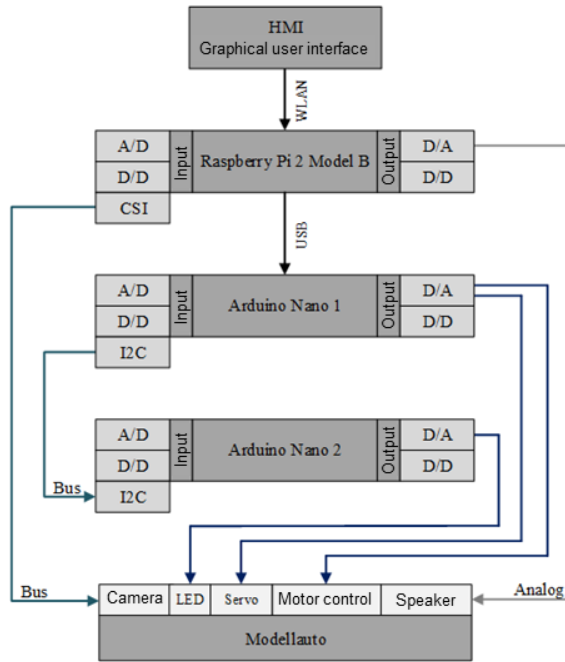 HMI
Graphical user interface
WLAN
A/D
Input
Raspberry Pi 2 Model B
Output
D/A
D/D
D/D
CSI
USB
A/D
Input
Arduino Nano 1
Output
D/A
D/D
D/D
I2C
A/D
Input
Arduino Nano 2
Output
D/A
D/D
D/D
Bus
I2C
Bus
Camera
LED
Servo
Motor control
Speaker
Analog
Modellauto